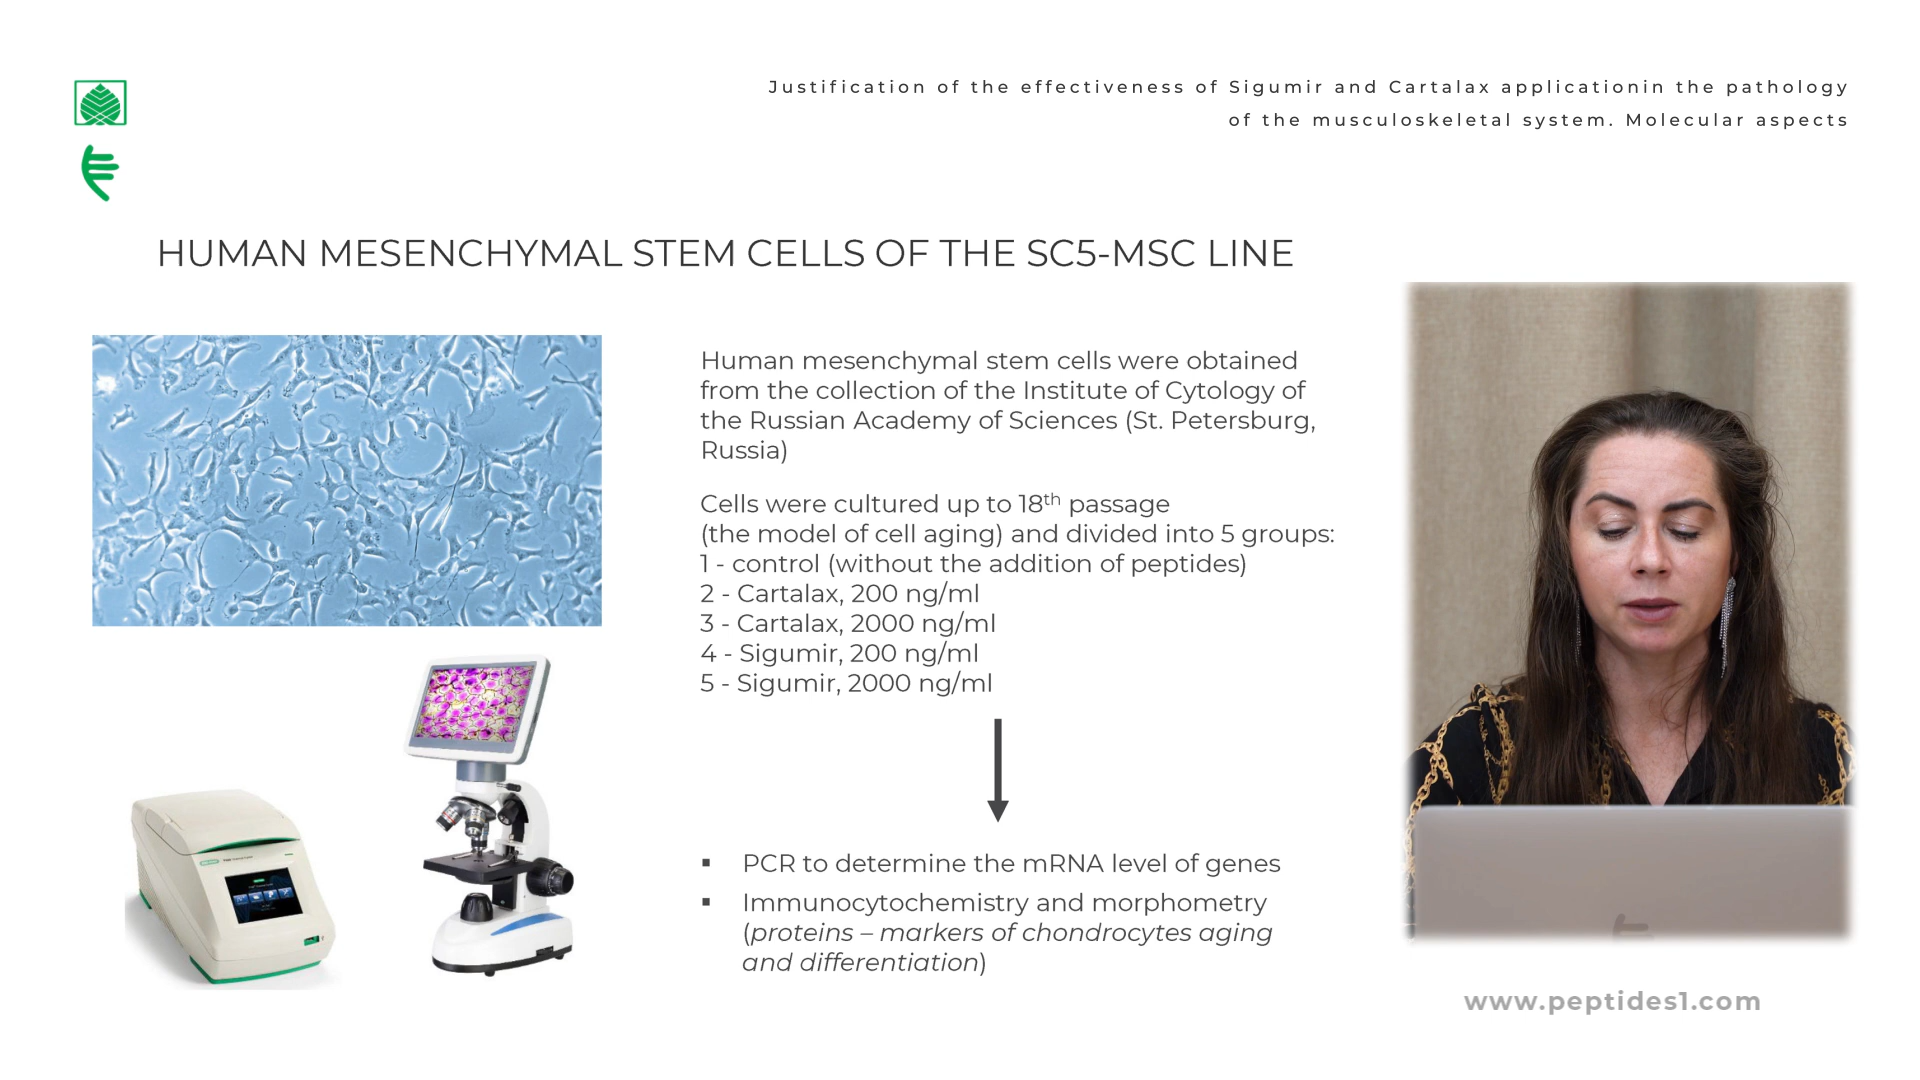 Justification of the effectiveness of Sigumir and Cartalax applicationin the pathology
of the musculoskeletal system. Molecular aspects
HUMAN MESENCHYMAL STEM CELLS OF THE SC5-MSC LINE
Human mesenchymal stem cells were obtained
from the collection of the Institute of Cytology of
the Russian Academy of Sciences (St. Petersburg,
Russia)
Cells were cultured up to 18th passage
(the model of cell aging) and divided into 5 groups:
1 - control (without the addition of peptides)
2 - Cartalax, 200 ng/ml
3 - Cartalax, 2000 ng/ml
4 - Sigumir, 200 ng/ml
5 - Sigumir, 2000 ng/ml
▪ PCR to determine the mRNA level of genes
▪ Immunocytochemistry and morphometry
(proteins – markers of chondrocytes aging
and differentiation)
www.peptides1.com